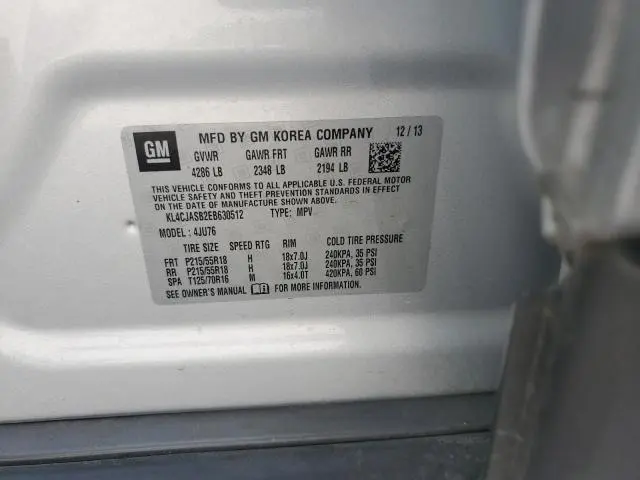 GM MFD BY GM KOREA COMPANY 12/13
GVWR GAWR FRT GAWR RR
4286 LB 2348 LB 2194 LB
THIS VEHICLE CONFORMS TO ALL APPLICABLE U.S. FEDERAL MOTOR
VEHICLE SAFETY AND THEFT PREVENTION STANDARDS IN EFFECT
ON THE DATE OF MANUFACTURE SHOWN ABOVE.
KL4CJASB2EB630512 TYPE: MPV
MODEL: 4JU76
TIRE SIZE SPEED RTG RIM COLD TIRE PRESSURE
FRT P215/55R18 H 18x7.0J 240KPA, 35 PSI
RR P215/55R18 H 18x7.0J 240KPA, 35 PSI
SPA T125/70R16 M 16x4.0T 420KPA, 60 PSI
SEE OWNER'S MANUAL FOR MORE INFORMATION.